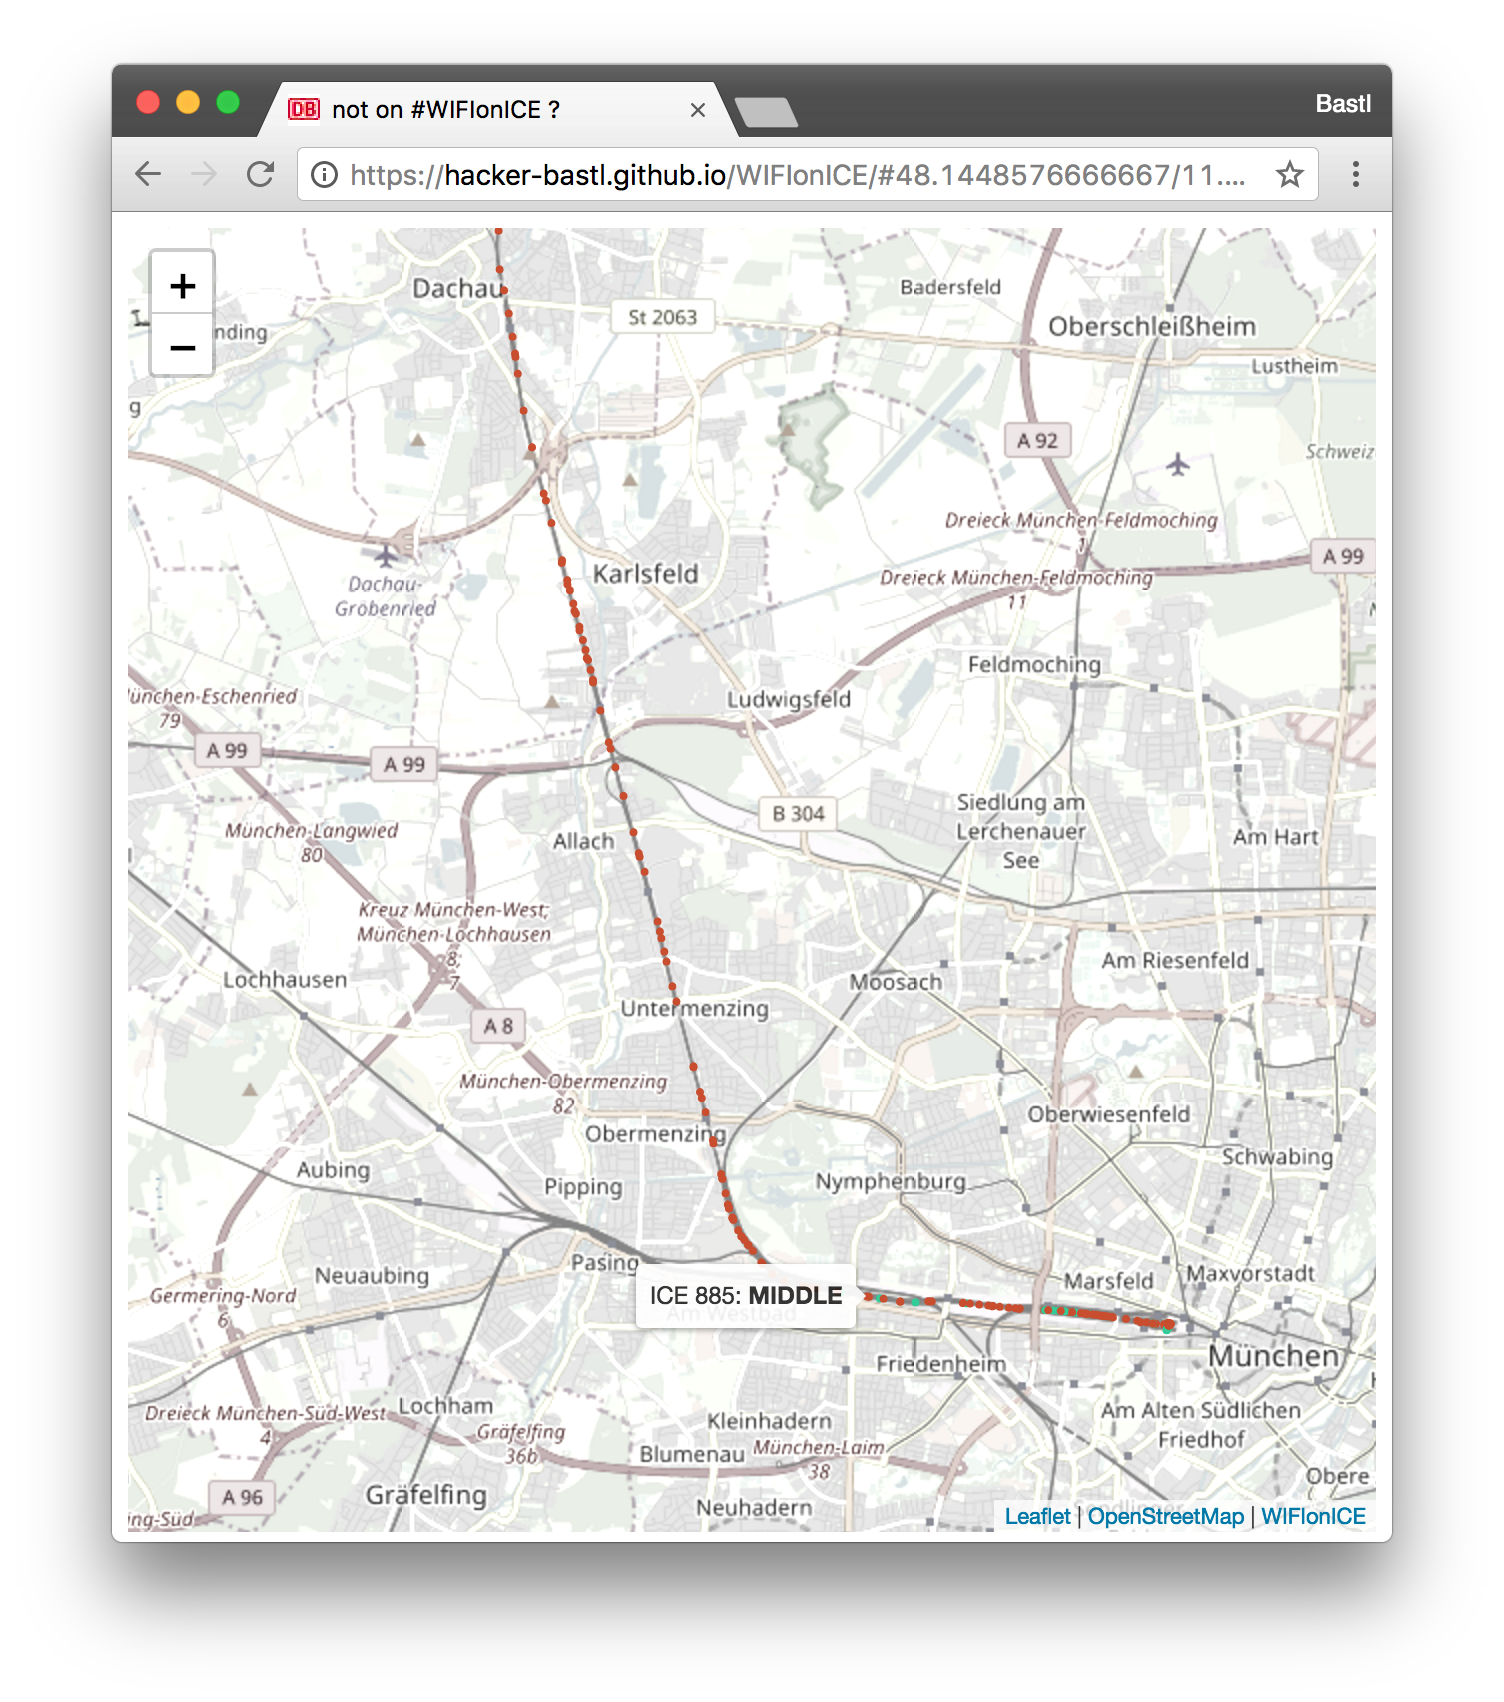 not on #WIFIonICE ?
Bastl
https://hacker-bastl.github.io/WIFIonICE/#48.1448576666667/11....
+
−
Dachau
nding
g
St 2063
Badersfeld
Oberschleißheim
Lustheim
A 92
Schweiz
Dreieck München-Feldmoching
1
A 99
Dreieck München-Feldmoching
11
Karlsfeld
Dachau-
Gröbenried
Feldmoching
Ludwigsfeld
ünchen-Eschenried
79
A 99
A 99
B 304
Siedlung am
Lerchenauer
See
Am Hart
München-Langwied
80
Allach
Kreuz München-West;
München-Lochhausen
8;
7
Lochhausen
Moosach
Am Riesenfeld
Untermenzing
A 8
München-Obermenzing
82
Obermenzing
Oberwiesenfeld
Schwabing
Aubing
Pipping
Nymphenburg
Pasing
Neuaubing
Marsfeld
Maxvorstadt
Germering-Nord
6
ICE 885: MIDDLE
Am Westbad
München
Friedenheim
Lochham
Dreieck München-Süd-West
4
Gräfelfing
36b
Kleinhadern
Blumenau
München-Laim
38
Am Alten Südlichen
Friedhof
Obere
A 96
Gräfelfing
Neuhadern
ing-Süd
Leaflet | OpenStreetMap | WIFIonICE